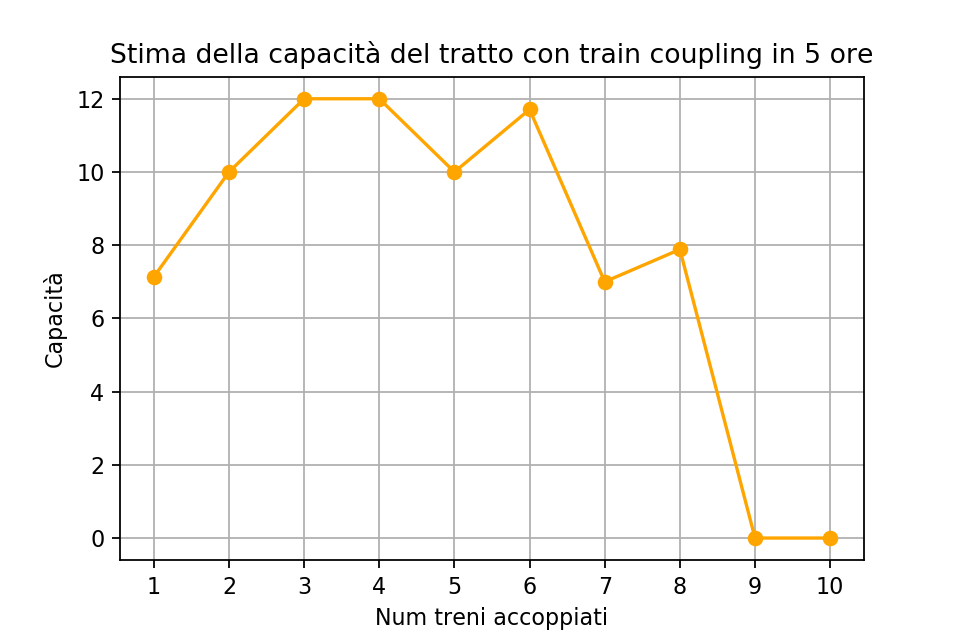 Stima della capacità del tratto con train coupling in 5 ore
12
10
8
6
4
2
0
Capacità
1 2 3 4 5 6 7 8 9 10
Num treni accoppiati